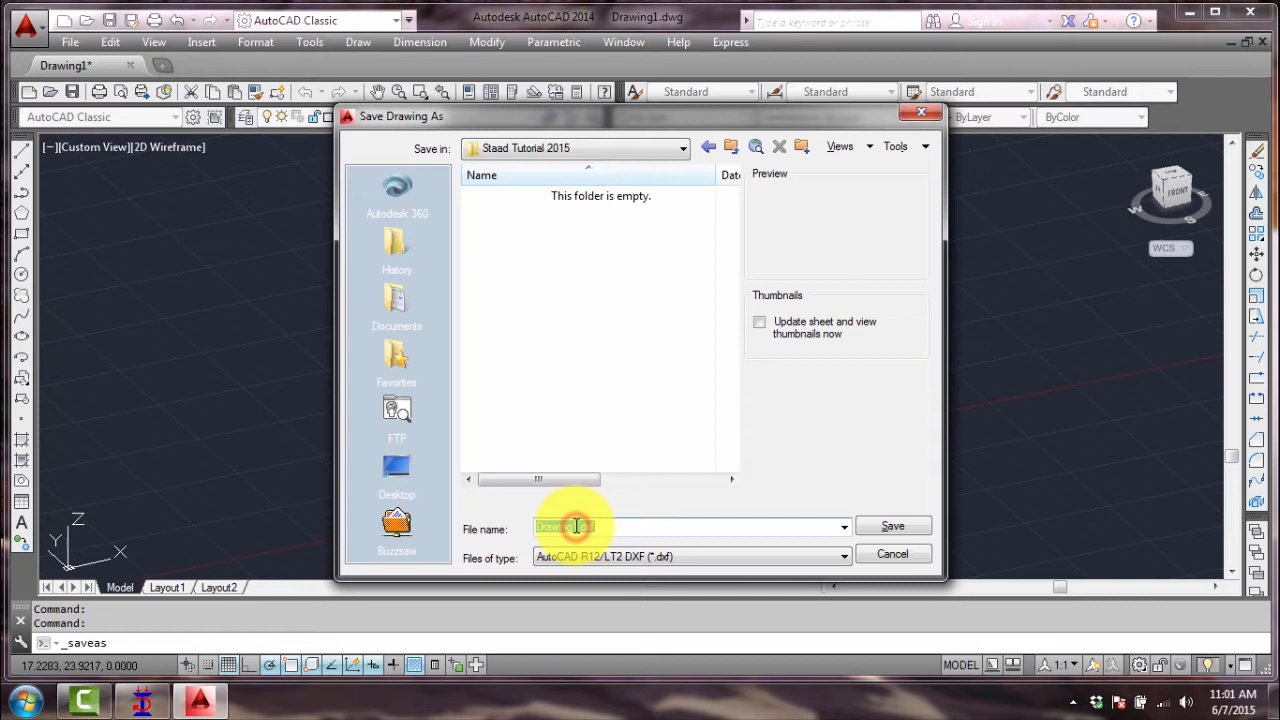 AutoCAD Classic
Autodesk AutoCAD 2014 Drawing1.dwg
Type a keyword or phrase
Sign In
File Edit View Insert Format Tools Draw Dimension Modify Parametric Window Help Express
Drawing1*
Standard Standard Standard Standard
AutoCAD Classic
ByLayer ByColor
Save Drawing As
[−][Custom View][2D Wireframe]
Save in: Staad Tutorial 2015
Views Tools
Name Date
Preview
This folder is empty.
Autodesk 360
FRONT
W S
WCS
History
Thumbnails
Update sheet and view
thumbnails now
Documents
Favorites
FTP
Desktop
Buzzsaw
File name:
Save
Files of type: AutoCAD R12/LT2 DXF (*.dxf)
Cancel
Z
Y
X
Model Layout1 Layout2
Command:
Command:
_saveas
17.2283, 23.9217, 0.0000
MODEL
1:1
11:01 AM
6/7/2015